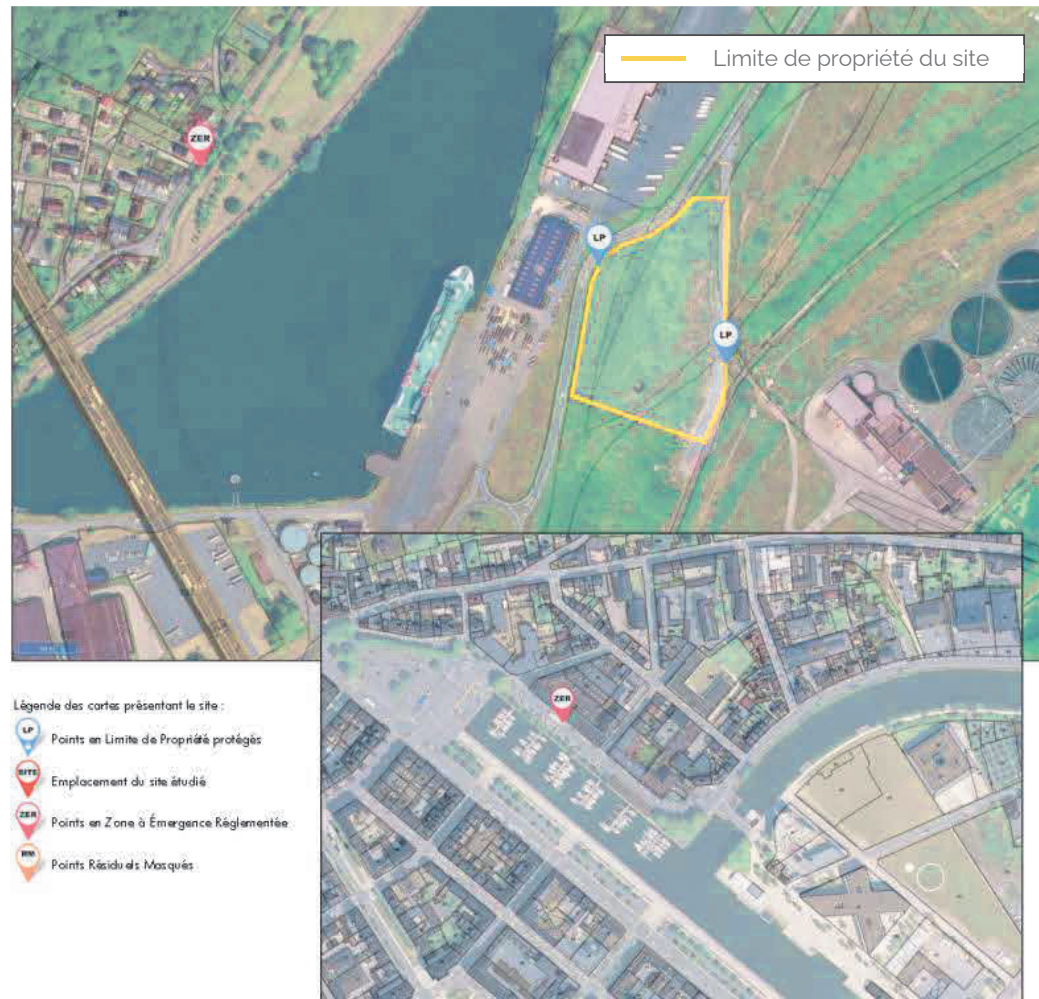 Limite de propriété du site
ZER
LP
LP
ZER
Légende des cartes présentant le site :
LP
Points en Limite de Propriété protégés
SITE
Emplacement du site étudié
ZER
Points en Zone à Émergence Réglementée
RM
Points Résiduels Masqués